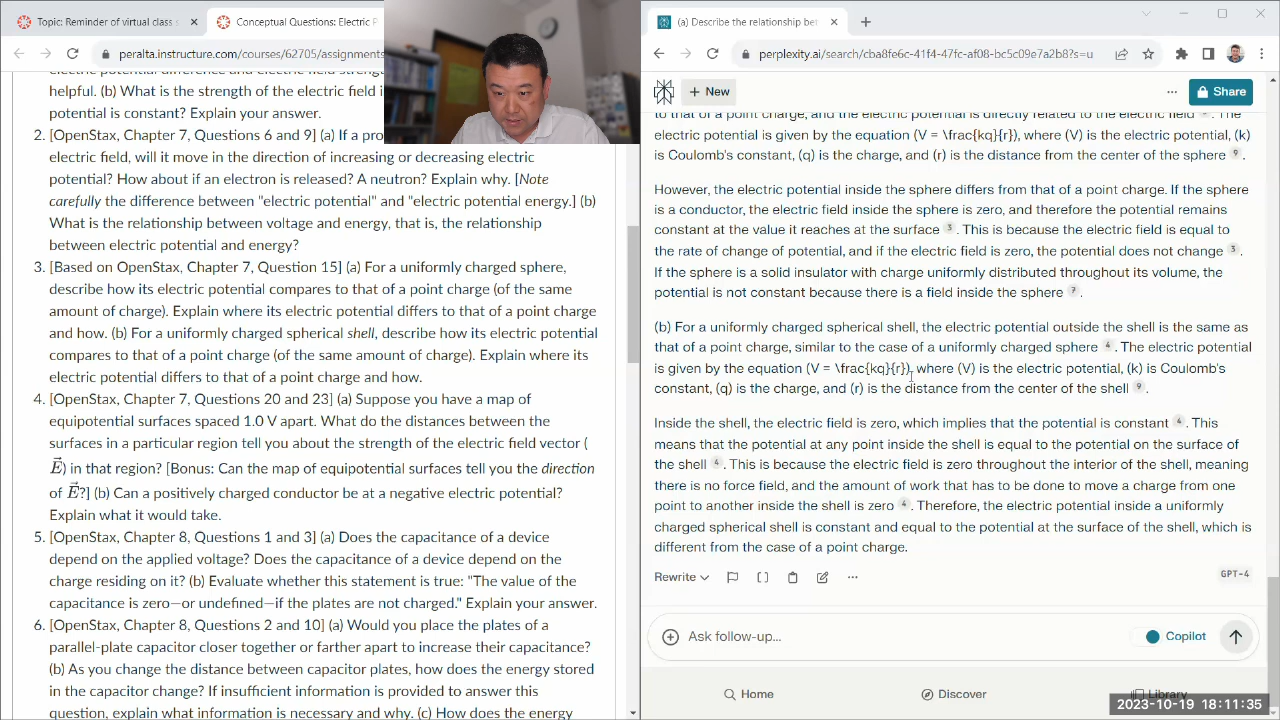 Topic: Reminder of virtual class s
Conceptual Questions: Electric P
peralta.instructure.com/courses/62705/assignments
electric potential difference and electric field strength
helpful. (b) What is the strength of the electric field i
potential is constant? Explain your answer.
2. [OpenStax, Chapter 7, Questions 6 and 9] (a) If a pro
electric field, will it move in the direction of increasing or decreasing electric
potential? How about if an electron is released? A neutron? Explain why. [Note
carefully the difference between "electric potential" and "electric potential energy.] (b)
What is the relationship between voltage and energy, that is, the relationship
between electric potential and energy?
3. [Based on OpenStax, Chapter 7, Question 15] (a) For a uniformly charged sphere,
describe how its electric potential compares to that of a point charge (of the same
amount of charge). Explain where its electric potential differs to that of a point charge
and how. (b) For a uniformly charged spherical shell, describe how its electric potential
compares to that of a point charge (of the same amount of charge). Explain where its
electric potential differs to that of a point charge and how.
4. [OpenStax, Chapter 7, Questions 20 and 23] (a) Suppose you have a map of
equipotential surfaces spaced 1.0 V apart. What do the distances between the
surfaces in a particular region tell you about the strength of the electric field vector (
E⃗) in that region? [Bonus: Can the map of equipotential surfaces tell you the direction
of E⃗?] (b) Can a positively charged conductor be at a negative electric potential?
Explain what it would take.
5. [OpenStax, Chapter 8, Questions 1 and 3] (a) Does the capacitance of a device
depend on the applied voltage? Does the capacitance of a device depend on the
charge residing on it? (b) Evaluate whether this statement is true: "The value of the
capacitance is zero—or undefined—if the plates are not charged." Explain your answer.
6. [OpenStax, Chapter 8, Questions 2 and 10] (a) Would you place the plates of a
parallel-plate capacitor closer together or farther apart to increase their capacitance?
(b) As you change the distance between capacitor plates, how does the energy stored
in the capacitor change? If insufficient information is provided to answer this
question, explain what information is necessary and why. (c) How does the energy
(a) Describe the relationship bet
perplexity.ai/search/cba8fe6c-41f4-473c-af08-bc5c09e7a2b8?s...
New
Share
to that of a point charge, and the electric potential is directly related to the electric field
electric potential is given by the equation (V = \frac{kq}{r}), where (V) is the electric potential, (k)
is Coulomb's constant, (q) is the charge, and (r) is the distance from the center of the sphere 9.
However, the electric potential inside the sphere differs from that of a point charge. If the sphere
is a conductor, the electric field inside the sphere is zero, and therefore the potential remains
constant at the value it reaches at the surface 3. This is because the electric field is equal to
the rate of change of potential, and if the electric field is zero, the potential does not change 3.
If the sphere is a solid insulator with charge uniformly distributed throughout its volume, the
potential is not constant because there is a field inside the sphere 7.
(b) For a uniformly charged spherical shell, the electric potential outside the shell is the same as
that of a point charge, similar to the case of a uniformly charged sphere 4. The electric potential
is given by the equation (V = \frac{kq}{r}), where (V) is the electric potential, (k) is Coulomb's
constant, (q) is the charge, and (r) is the distance from the center of the shell 9.
Inside the shell, the electric field is zero, which implies that the potential is constant 4. This
means that the potential at any point inside the shell is equal to the potential on the surface of
the shell 4. This is because the electric field is zero throughout the interior of the shell, meaning
there is no force field, and the amount of work that has to be done to move a charge from one
point to another inside the shell is zero 4. Therefore, the electric potential inside a uniformly
charged spherical shell is constant and equal to the potential at the surface of the shell, which is
different from the case of a point charge.
Rewrite
GPT-4
Ask follow-up...
Copilot
Home
Discover
Library
2023-10-19 18:11:35